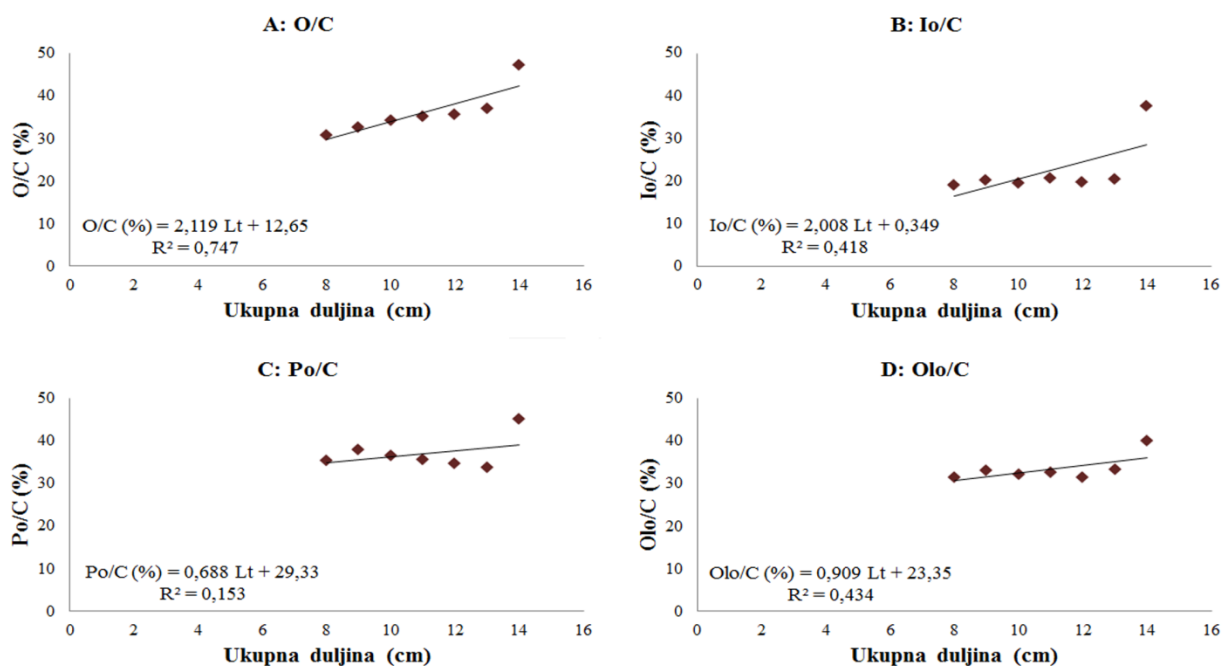 A: O/C
50
40
30
20
10
0
O/C (%)
O/C (%) = 2,119 Lt + 12,65
R² = 0,747
0 2 4 6 8 10 12 14 16
Ukupna duljina (cm)
B: Io/C
50
40
30
20
10
0
Io/C (%)
Io/C (%) = 2,008 Lt + 0,349
R² = 0,418
0 2 4 6 8 10 12 14 16
Ukupna duljina (cm)
C: Po/C
50
40
30
20
10
0
Po/C (%)
Po/C (%) = 0,688 Lt + 29,33
R² = 0,153
0 2 4 6 8 10 12 14 16
Ukupna duljina (cm)
D: Olo/C
50
40
30
20
10
0
Olo/C (%)
Olo/C (%) = 0,909 Lt + 23,35
R² = 0,434
0 2 4 6 8 10 12 14 16
Ukupna duljina (cm)